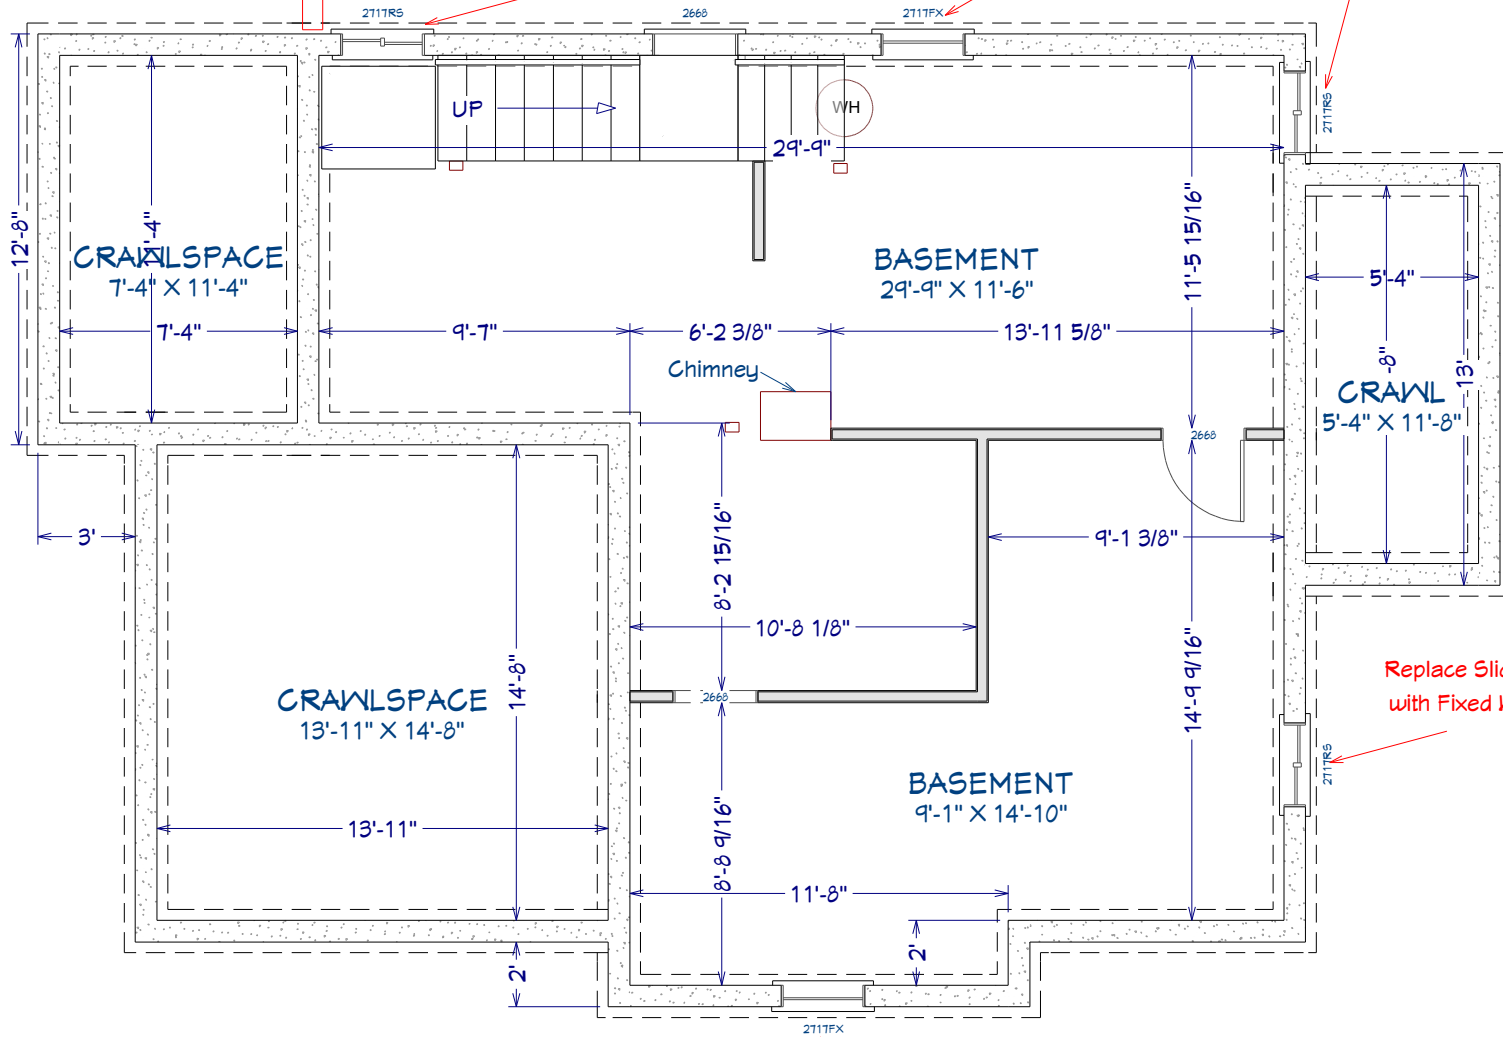 2717RS
2668
2717FX
UP
WH
2717RS
29'-9"
12'-8"
11'-4"
11'-5 15/16"
CRAWLSPACE
7'-4" X 11'-4"
BASEMENT
29'-9" X 11'-6"
5'-4"
7'-4"
9'-7"
6'-2 3/8"
13'-11 5/8"
Chimney
-8"
13'
CRAWL
5'-4" X 11'-8"
2668
3'
8'-2 15/16"
9'-1 3/8"
10'-8 1/8"
14'-8"
14'-9 9/16"
Replace Slid
with Fixed
CRAWLSPACE
13'-11" X 14'-8"
2668
2717RS
BASEMENT
9'-1" X 14'-10"
13'-11"
8'-8 9/16"
11'-8"
2'
2'
2717FX